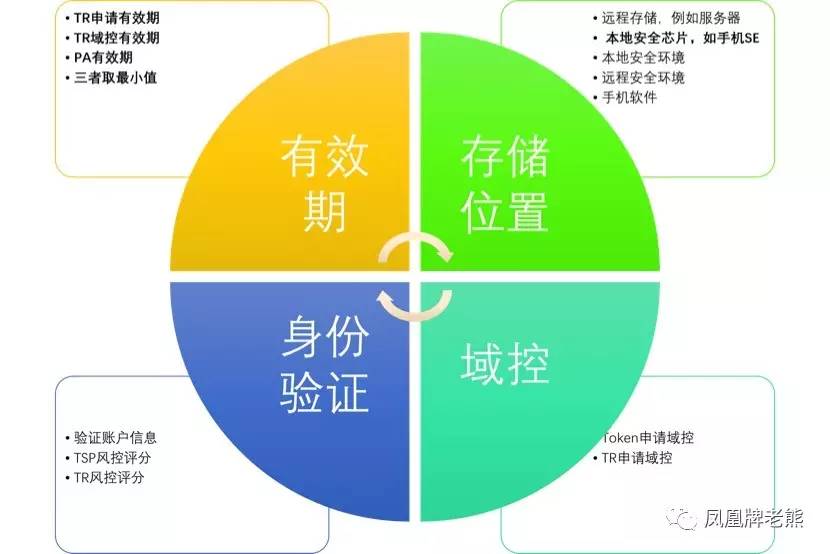 • TR申请有效期
• TR域控有效期
• PA有效期
• 三者取最小值
• 远程存储，例如服务器
• 本地安全芯片，如手机SE
• 本地安全环境
• 远程安全环境
• 手机软件
有效
期
存储
位置
身份
验证
域控
• 验证账户信息
• TSP风控评分
• TR风控评分
Token申请域控
• TR申请域控
凤凰牌老熊